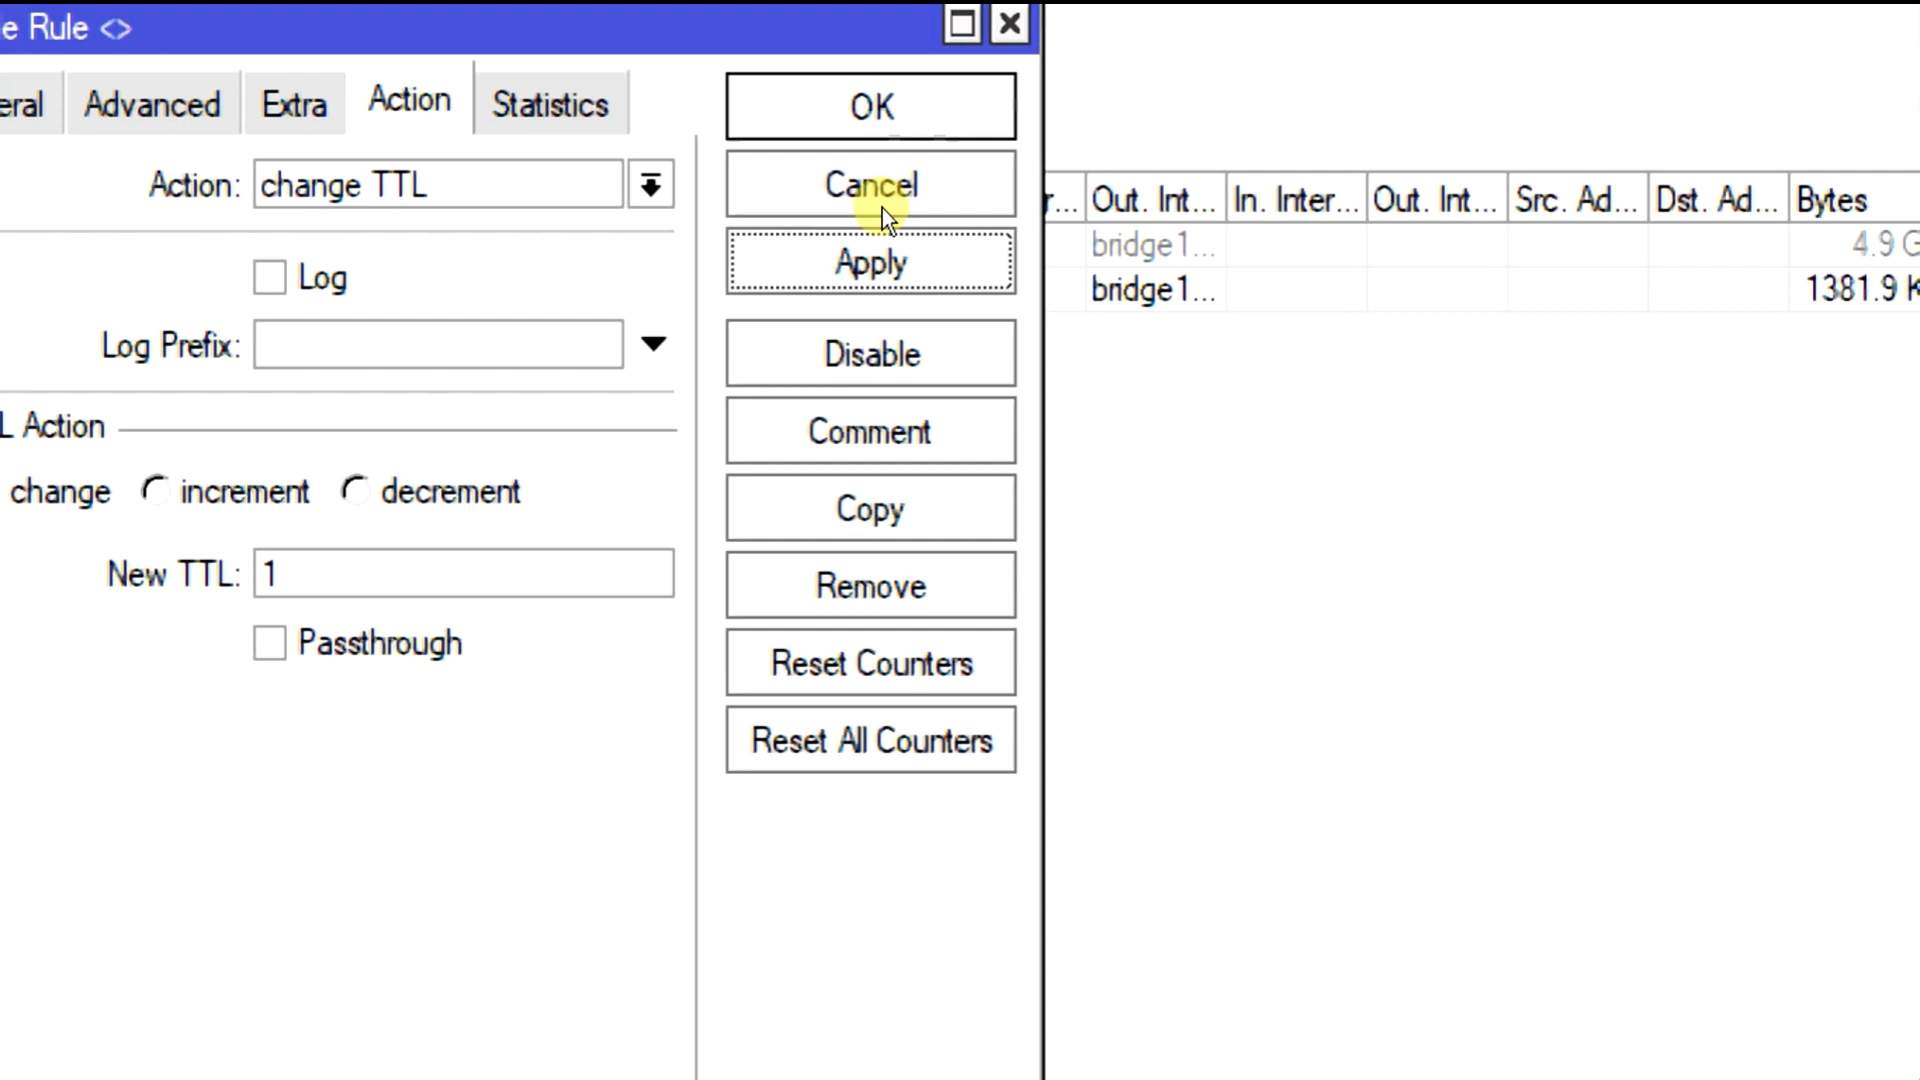 e Rule <>
eral Advanced Extra Action Statistics
Action: change TTL
Log
Log Prefix:
L Action
change increment decrement
New TTL: 1
Passthrough
OK
Cancel
Apply
Disable
Comment
Copy
Remove
Reset Counters
Reset All Counters
r... Out. Int... In. Inter... Out. Int... Src. Ad... Dst. Ad... Bytes
bridge1... 4.9 G
bridge1... 1381.9 K